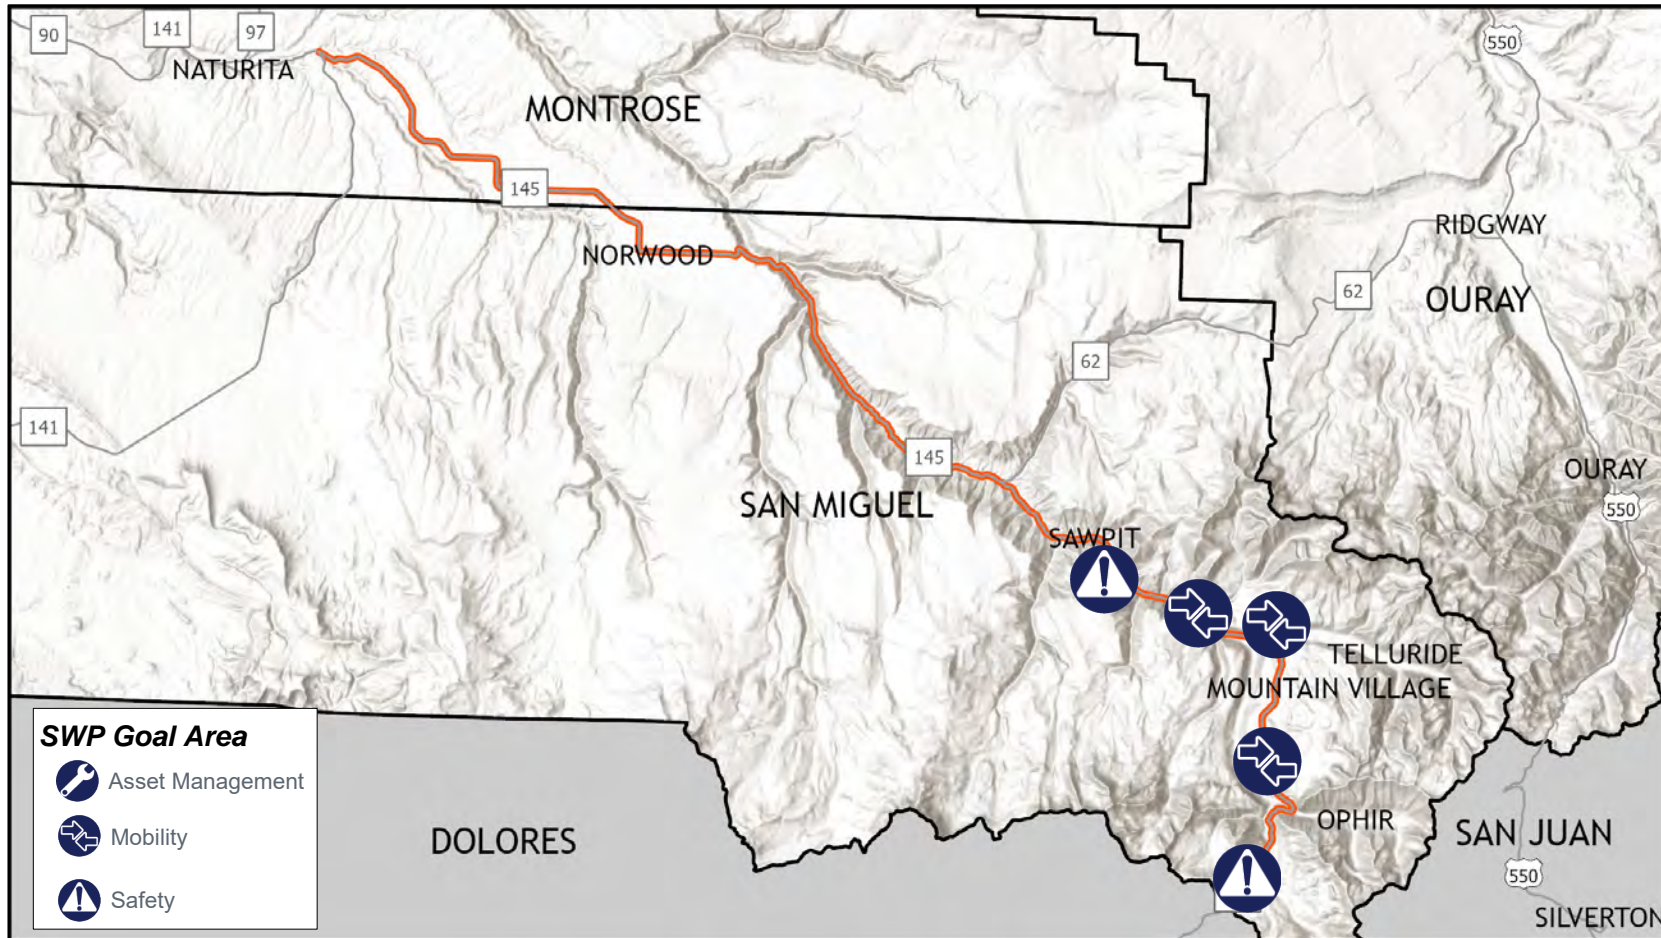 90
141
97
550
NATURITA
MONTROSE
145
NORWOOD
RIDGWAY
62
OURAY
62
141
145
OURAY
SAN MIGUEL
550
SAWPIT
TELLURIDE
MOUNTAIN VILLAGE
SWP Goal Area
Asset Management
Mobility
Safety
DOLORES
OPHIR
SAN JUAN
550
SILVERTON